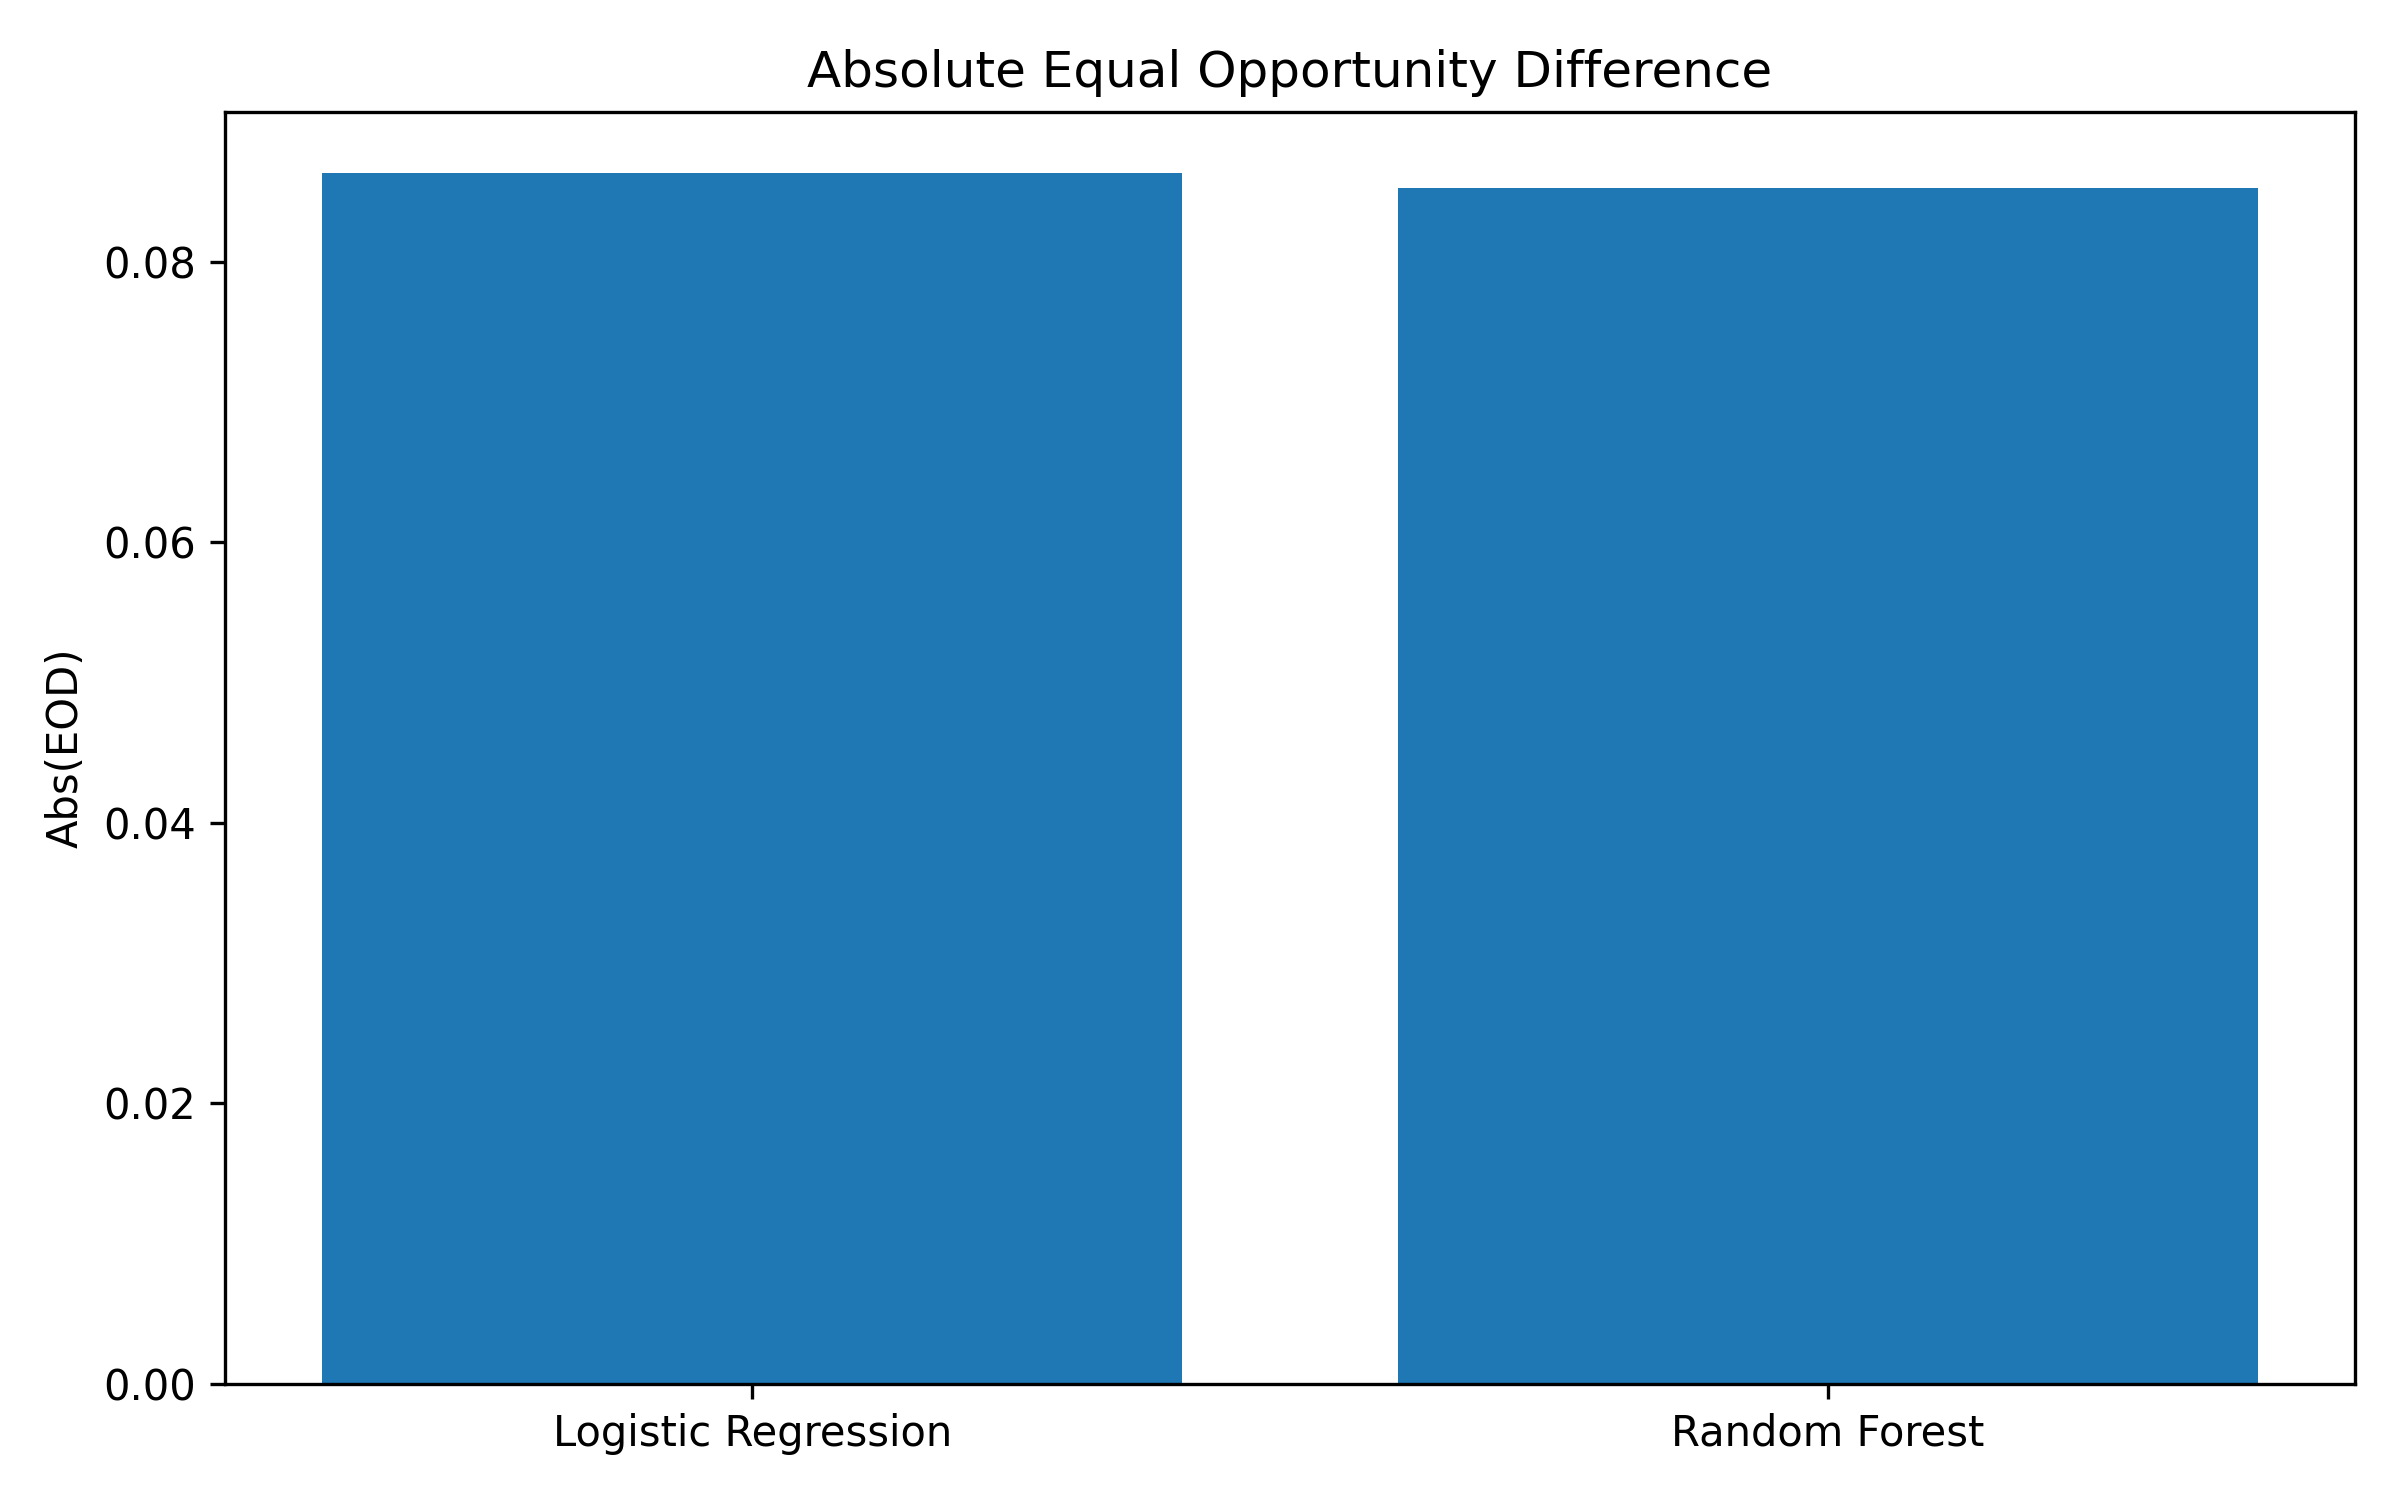 Absolute Equal Opportunity Difference
Abs(EOD)
0.08
0.06
0.04
0.02
0.00
Logistic Regression
Random Forest